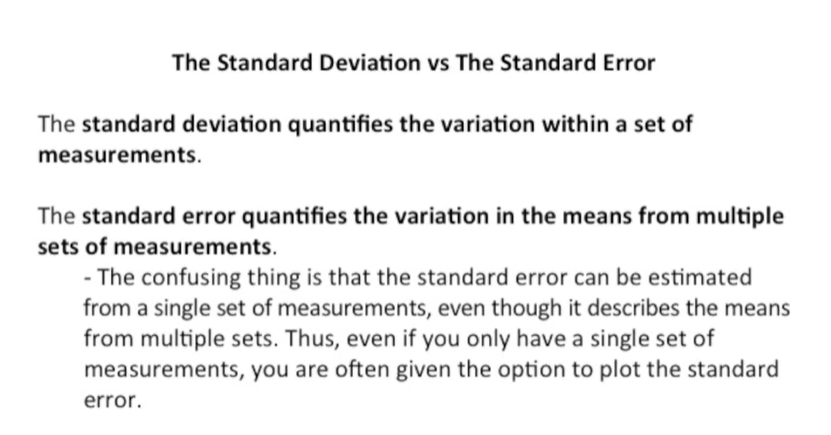 The Standard Deviation vs The Standard Error
The standard deviation quantifies the variation within a set of
measurements.
The standard error quantifies the variation in the means from multiple
sets of measurements.
- The confusing thing is that the standard error can be estimated
from a single set of measurements, even though it describes the means
from multiple sets. Thus, even if you only have a single set of
measurements, you are often given the option to plot the standard
error.